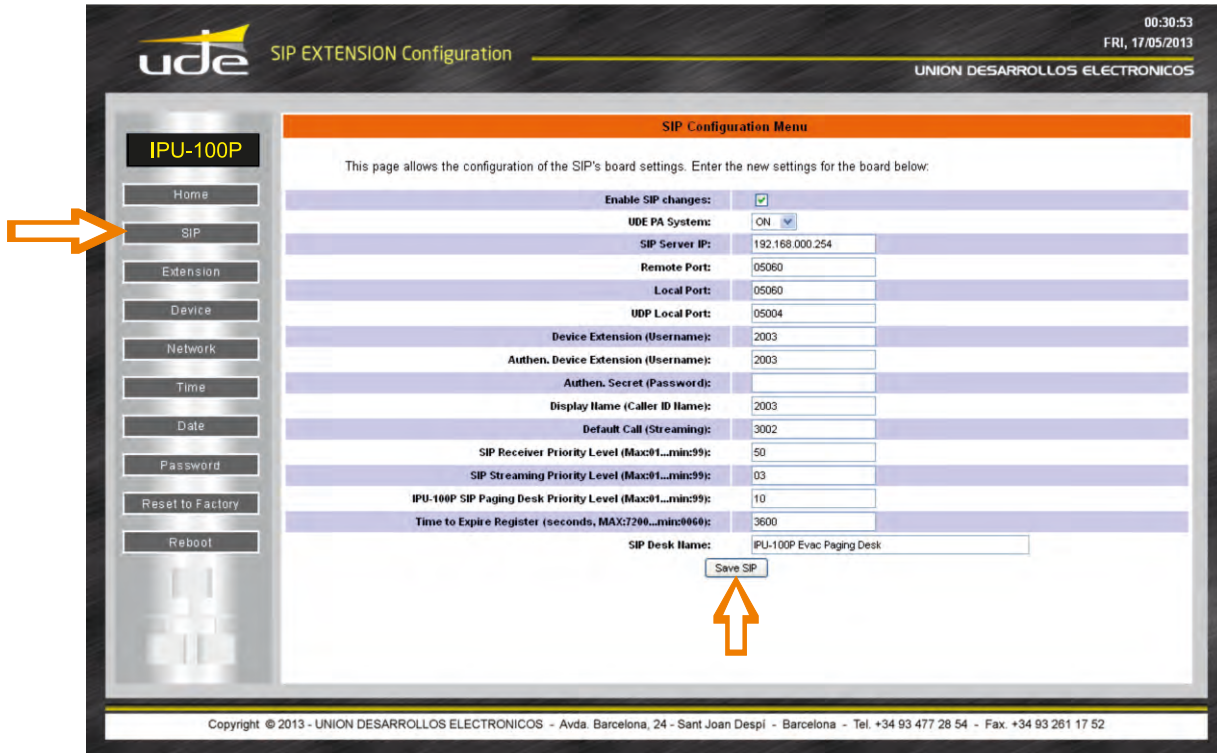 00:30:53
FRI, 17/05/2013
ude
SIP EXTENSION Configuration
UNION DESARROLLOS ELECTRONICOS
IPU-100P
Home
SIP
Extension
Device
Network
Time
Date
Password
Reset to Factory
Reboot
SIP Configuration Menu
This page allows the configuration of the SIP's board settings. Enter the new settings for the board below:
Enable SIP changes:
UDE PA System: ON
SIP Server IP: 192.168.000.254
Remote Port: 05060
Local Port: 05060
UDP Local Port: 05004
Device Extension (Username): 2003
Authen. Device Extension (Username): 2003
Authen. Secret (Password):
Display Name (Caller ID Name): 2003
Default Call (Streaming): 3002
SIP Receiver Priority Level (Max:01...min:99): 50
SIP Streaming Priority Level (Max:01...min:99): 03
IPU-100P SIP Paging Desk Priority Level (Max:01...min:99): 10
Time to Expire Register (seconds, MAX:7200...min:0060): 3600
SIP Desk Name: IPU-100P Evac Paging Desk
Save SIP
Copyright © 2013 - UNION DESARROLLOS ELECTRONICOS - Avda. Barcelona, 24 - Sant Joan Despí - Barcelona - Tel. +34 93 477 28 54 - Fax. +34 93 261 17 52